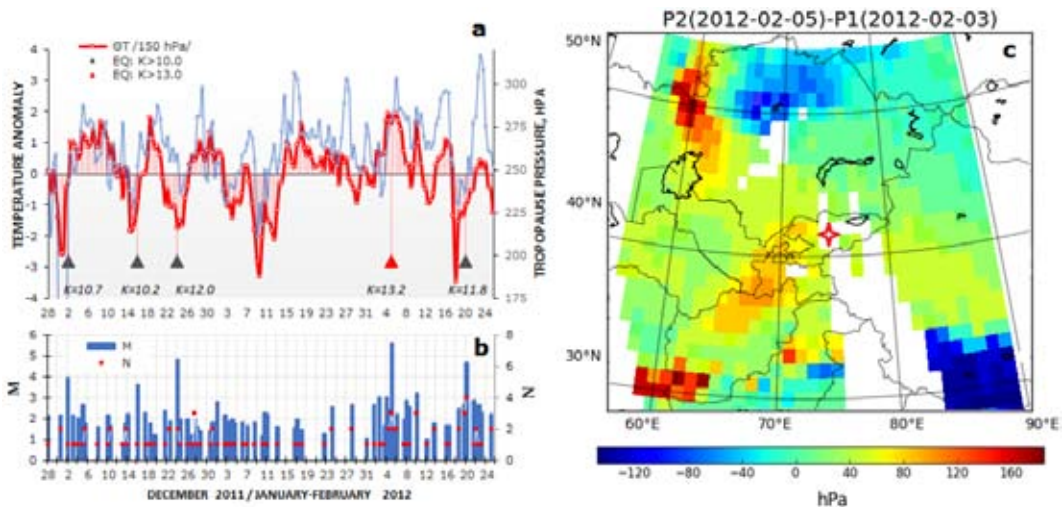 a
4
3
2
1
0
-1
-2
-3
-4
TEMPERATURE ANOMALY
ΘT /150 hPa/
EQ: K>10.0
EQ: K>13.0
300
275
250
225
200
175
TROPOPAUSE PRESSURE, HPA
K=10.7 K=10.2 K=12.0 K=13.2 K=11.8
28 2 6 10 14 18 22 26 30 3 7 11 15 19 23 27 31 4 8 12 16 20 24
b
6
5
4
3
2
1
0
M
M
N
8
6
4
2
0
N
28 2 6 10 14 18 22 26 30 3 7 11 15 19 23 27 31 4 8 12 16 20 24
DECEMBER 2011/JANUARY-FEBRUARY 2012
P2(2012-02-05)-P1(2012-02-03)
c
50°N
40°N
30°N
60°E 70°E 80°E 90°E
−120 −80 −40 0 40 80 120 160
hPa